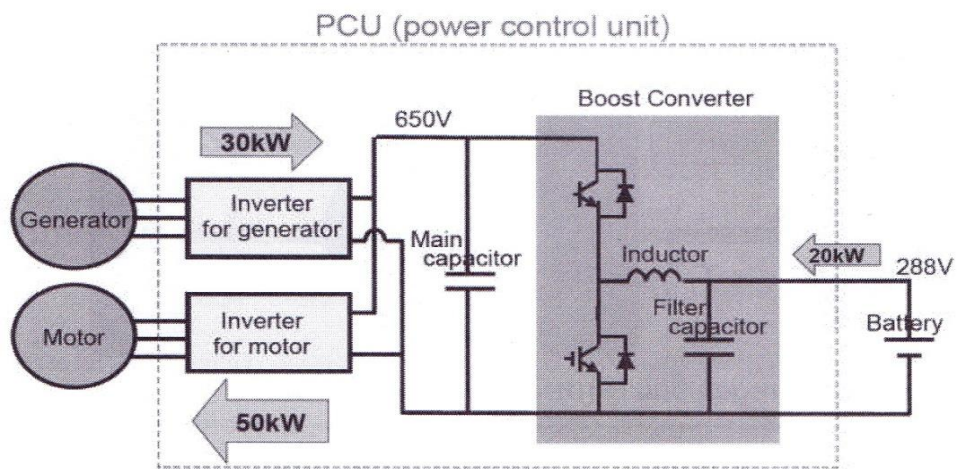 PCU (power control unit)
Boost Converter
650V
30kW
Generator
Inverter
for generator
Main
capacitor
Inductor
20kW
288V
Motor
Inverter
for motor
Filter
capacitor
Battery
50kW